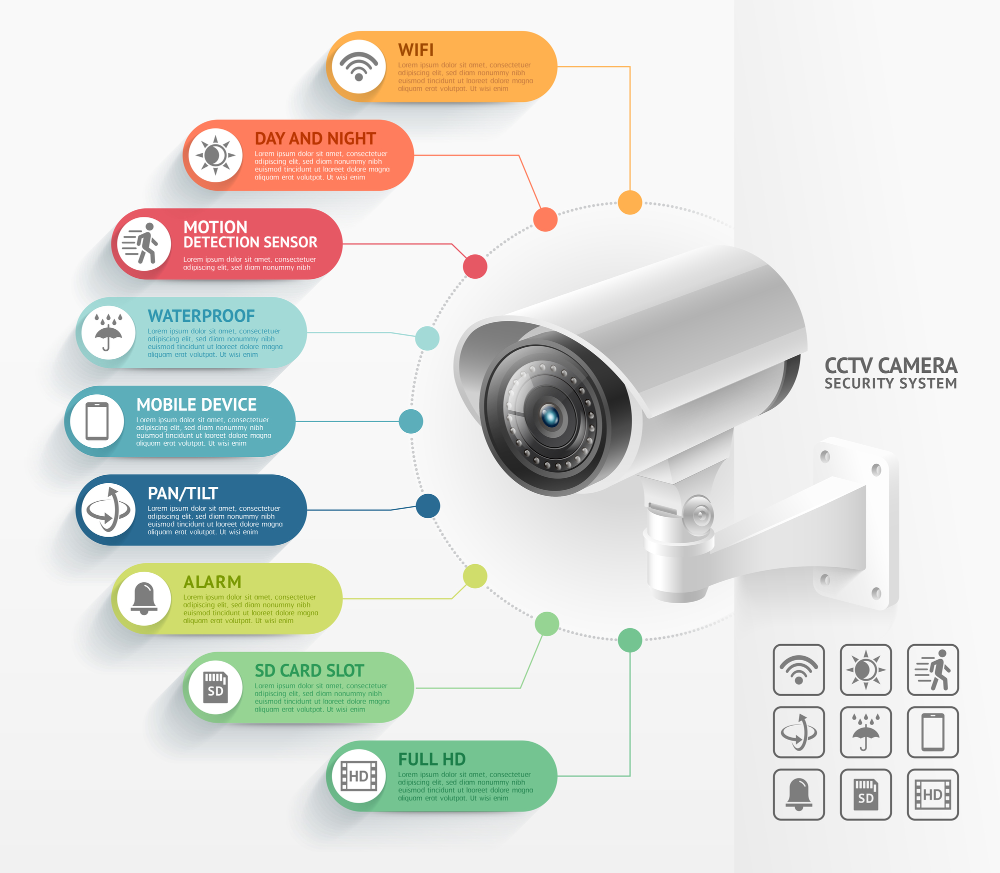 WIFI
Lorem ipsum dolor sit amet, consectetuer
adipiscing elit, sed diam nonummy nibh
euismod tincidunt ut laoreet dolore magna
aliquam erat volutpat. Ut wisi enim
DAY AND NIGHT
Lorem ipsum dolor sit amet, consectetuer
adipiscing elit, sed diam nonummy nibh
euismod tincidunt ut laoreet dolore magna
aliquam erat volutpat. Ut wisi enim
MOTION
DETECTION SENSOR
Lorem ipsum dolor sit amet, consectetuer
adipiscing elit, sed diam nonummy nibh
WATERPROOF
Lorem ipsum dolor sit amet, consectetuer
adipiscing elit, sed diam nonummy nibh
euismod tincidunt ut laoreet dolore magna
aliquam erat volutpat. Ut wisi enim
MOBILE DEVICE
Lorem ipsum dolor sit amet, consectetuer
adipiscing elit, sed diam nonummy nibh
euismod tincidunt ut laoreet dolore magna
aliquam erat volutpat. Ut wisi enim
PAN/TILT
Lorem ipsum dolor sit amet, consectetuer
adipiscing elit, sed diam nonummy nibh
euismod tincidunt ut laoreet dolore magna
aliquam erat volutpat. Ut wisi enim
ALARM
Lorem ipsum dolor sit amet, consectetuer
adipiscing elit, sed diam nonummy nibh
euismod tincidunt ut laoreet dolore magna
aliquam erat volutpat. Ut wisi enim
SD
SD CARD SLOT
Lorem ipsum dolor sit amet, consectetuer
adipiscing elit, sed diam nonummy nibh
euismod tincidunt ut laoreet dolore magna
aliquam erat volutpat. Ut wisi enim
HD
FULL HD
Lorem ipsum dolor sit amet, consectetuer
adipiscing elit, sed diam nonummy nibh
euismod tincidunt ut laoreet dolore magna
aliquam erat volutpat. Ut wisi enim
CCTV CAMERA
SECURITY SYSTEM
SD
HD